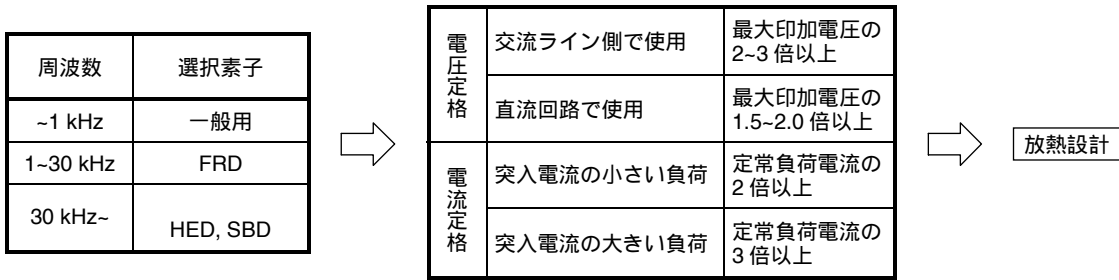 周波数 選択素子
~1 kHz 一般用
1~30 kHz FRD
30 kHz~ HED, SBD
電圧定格
交流ライン側で使用
最大印加電圧の
2~3 倍以上
直流回路で使用
最大印加電圧の
1.5~2.0 倍以上
電流定格
突入電流の小さい負荷
定常負荷電流の
2 倍以上
突入電流の大きい負荷
定常負荷電流の
3 倍以上
放熱設計